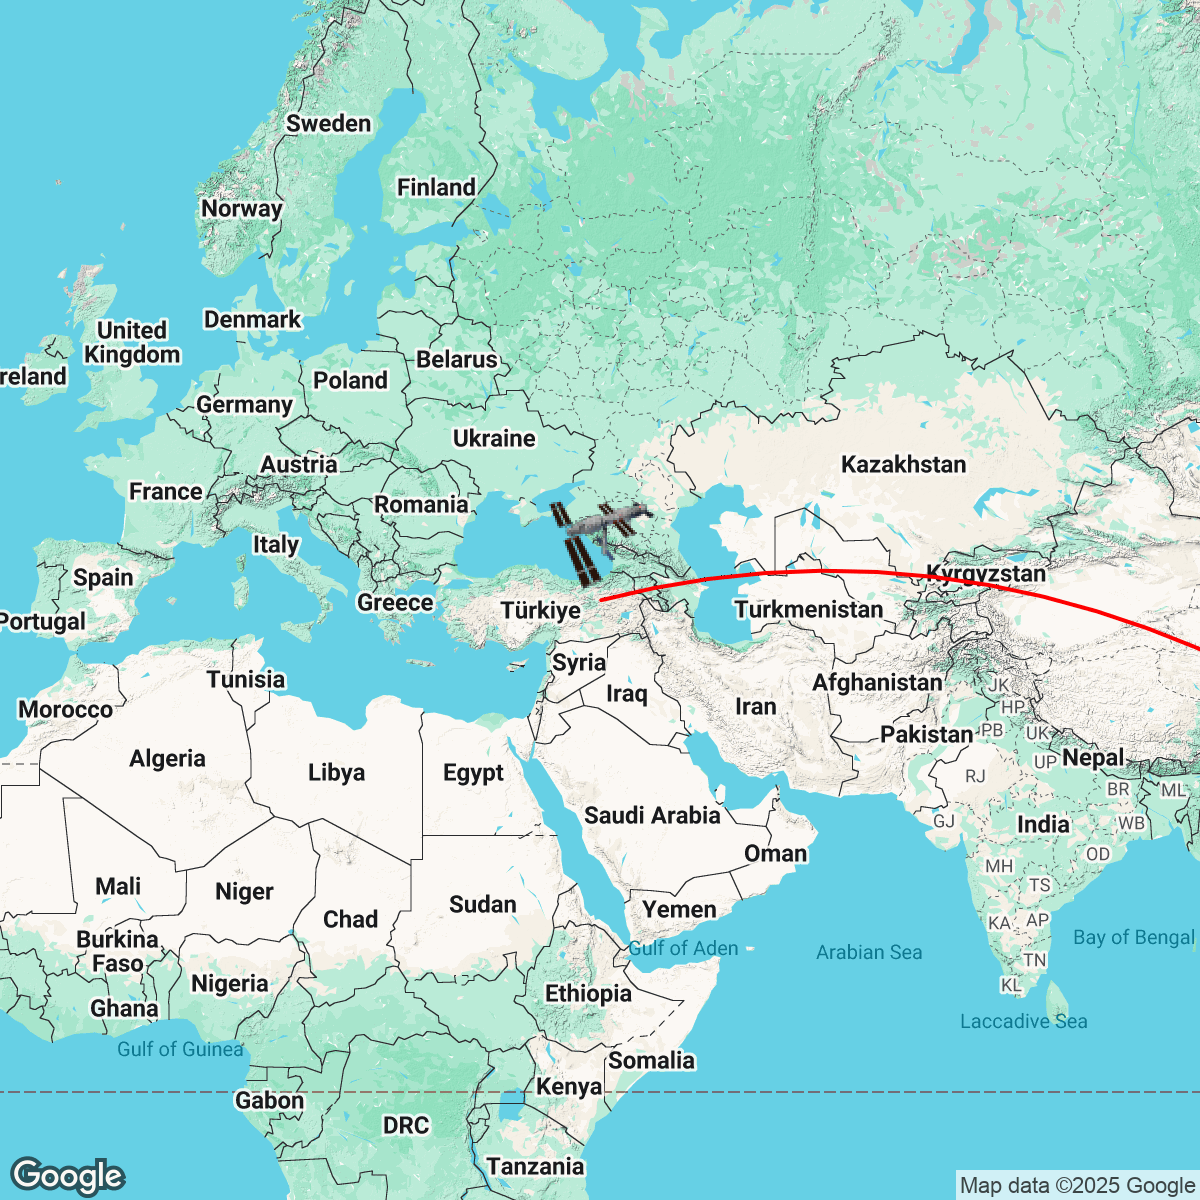 Sweden
Finland
Norway
Denmark
United
Kingdom
reland
Belarus
Poland
Germany
Ukraine
Austria
Kazakhstan
France
Romania
Italy
Spain
Kyrgyzstan
Greece
Türkiye
Turkmenistan
Portugal
Syria
Tunisia
Afghanistan
JK
Iraq
Iran
HP
Morocco
Pakistan
PB
UK
Algeria
Libya
Egypt
UP
Nepal
RJ
BR
ML
Saudi Arabia
GJ
India
WB
Oman
OD
MH
Mali
Niger
TS
Sudan
Yemen
Chad
KA
AP
Burkina
Faso
Gulf of Aden
Arabian Sea
Bay of Bengal
TN
Nigeria
Ethiopia
KL
Ghana
Laccadive Sea
Gulf of Guinea
Somalia
Kenya
Gabon
DRC
Tanzania
Google
Map data ©2025 Google